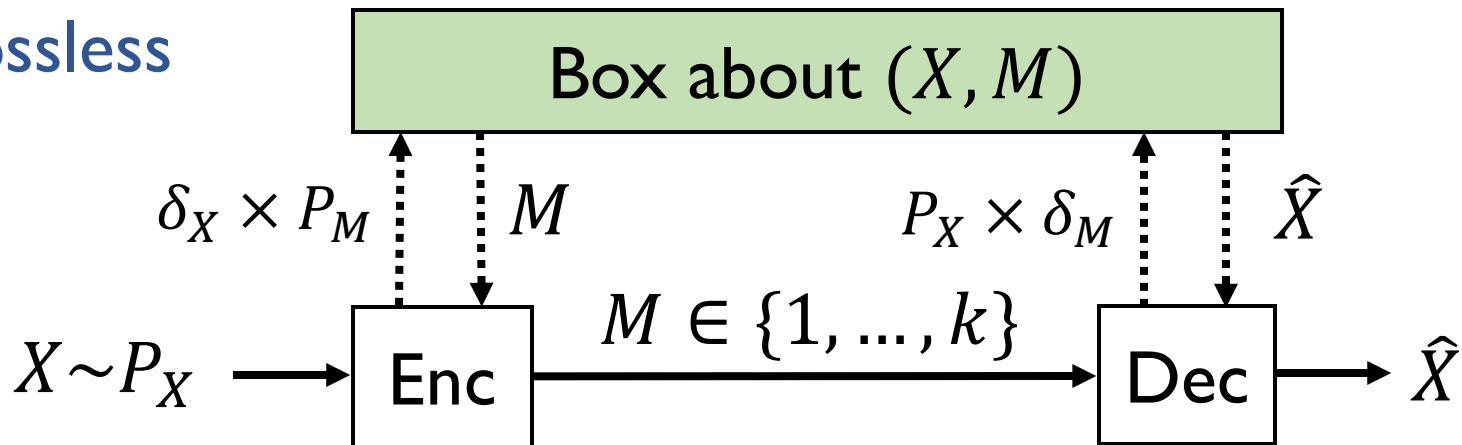 ossless
Box about (𝑋, 𝑀)
δ_X × P_M
M
P_X × δ_M
X̂
M ∈ {1, … , k}
X~P_X
Enc
Dec
X̂